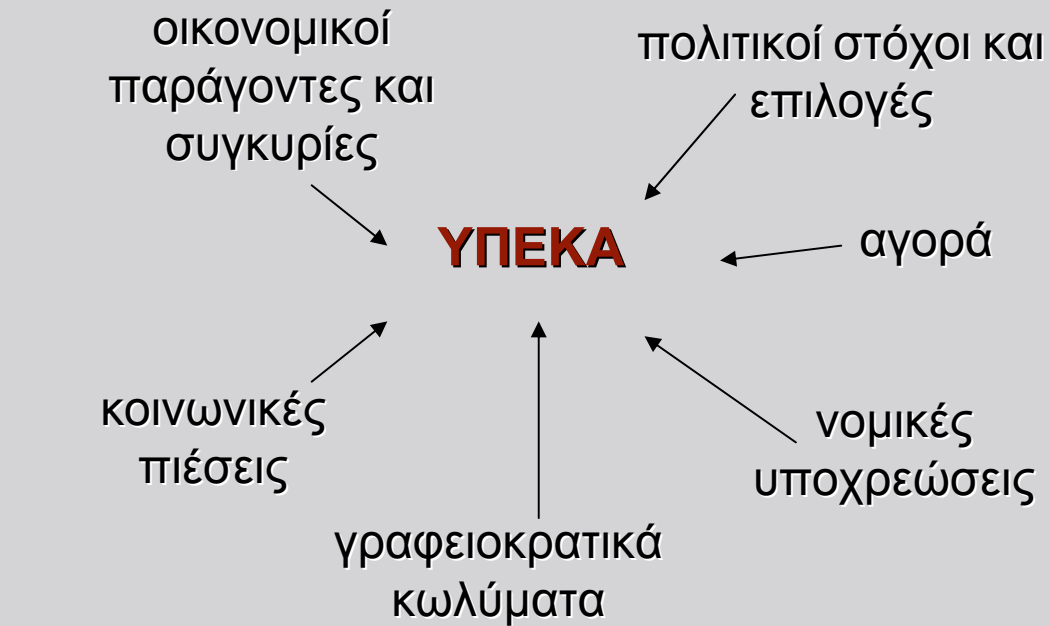 οικονομικοί
παράγοντες και
συγκυρίες
πολιτικοί στόχοι και
επιλογές
ΥΠΕΚΑ
αγορά
κοινωνικές
πιέσεις
νομικές
υποχρεώσεις
γραφειοκρατικά
κωλύματα